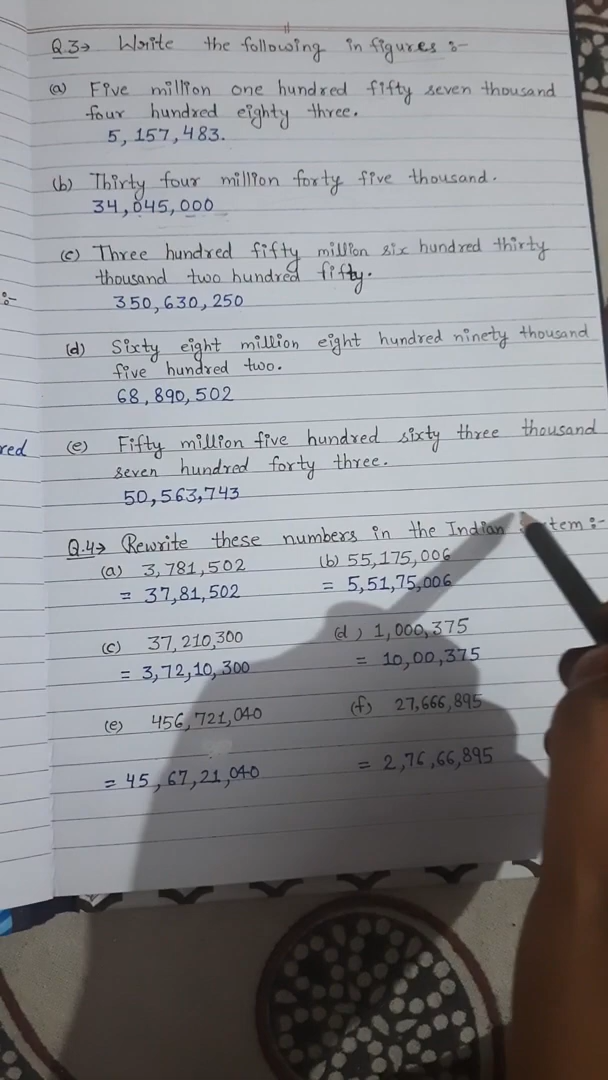 Q.3→ Write the following in figures :-
(a) Five million one hundred fifty seven thousand
four hundred eighty three.
5, 157, 483.
(b) Thirty four million forty five thousand.
34, 045, 000
(c) Three hundred fifty million six hundred thirty
thousand two hundred fifty.
350, 630, 250
:-
(d) Sixty eight million eight hundred ninety thousand
five hundred two.
68, 890, 502
red
(e) Fifty million five hundred sixty three thousand
seven hundred forty three.
50, 563, 743
Q.4→ Rewrite these numbers in the Indian :-
(a) 3,781,502 (b) 55,175,006
= 37,81,502 = 5,51,75,006
(c) 37,210,300 (d) 1,000,375
= 3,72,10,300 = 10,00,375
(e) 456,721,040 (f) 27,666,895
= 45,67,21,040 = 2,76,66,895